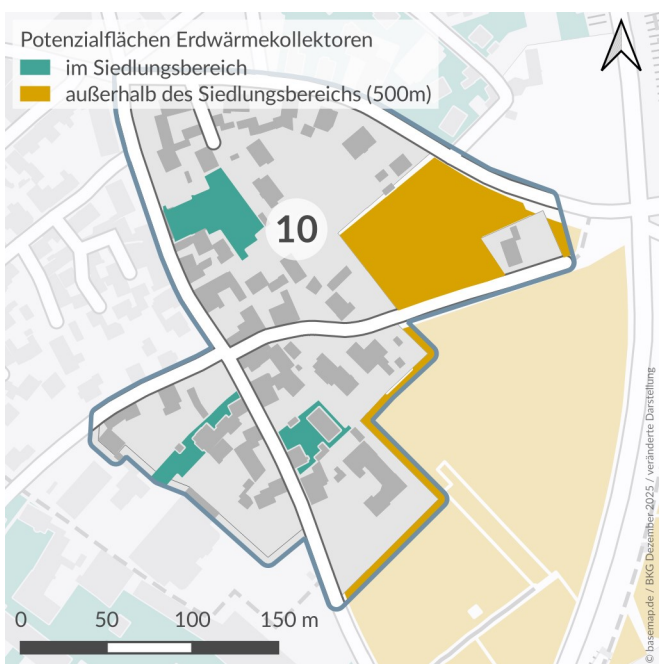 Potenzialflächen Erdwärmekollektoren
im Siedlungsbereich
außerhalb des Siedlungsbereichs (500m)
10
0 50 100 150 m
© basemap.de / BKG Dezember 2025 / veränderte Darstellung